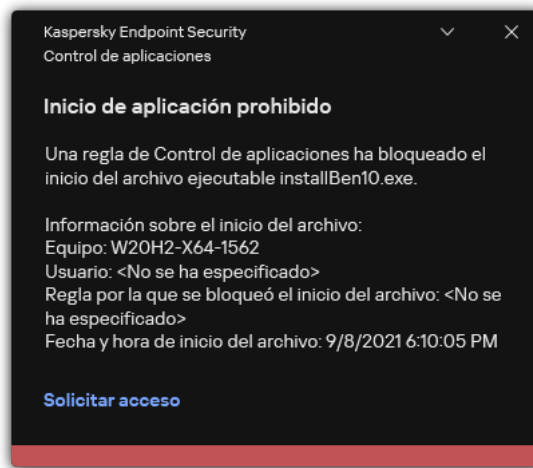 Kaspersky Endpoint Security
Control de aplicaciones
Inicio de aplicación prohibido
Una regla de Control de aplicaciones ha bloqueado el
inicio del archivo ejecutable installBen10.exe.
Información sobre el inicio del archivo:
Equipo: W20H2-X64-1562
Usuario: <No se ha especificado>
Regla por la que se bloqueó el inicio del archivo: <No se
ha especificado>
Fecha y hora de inicio del archivo: 9/8/2021 6:10:05 PM
Solicitar acceso